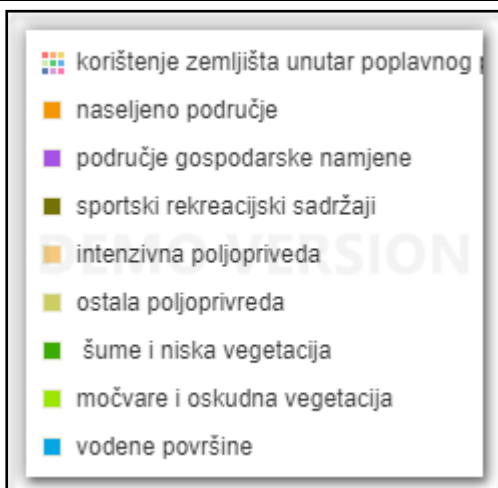 korištenje zemljišta unutar poplavnog
naseljeno područje
područje gospodarske namjene
sportski rekreacijski sadržaji
DEMO VERSION
intenzivna poljopriveda
ostala poljoprivreda
šume i niska vegetacija
močvare i oskudna vegetacija
vodene površine